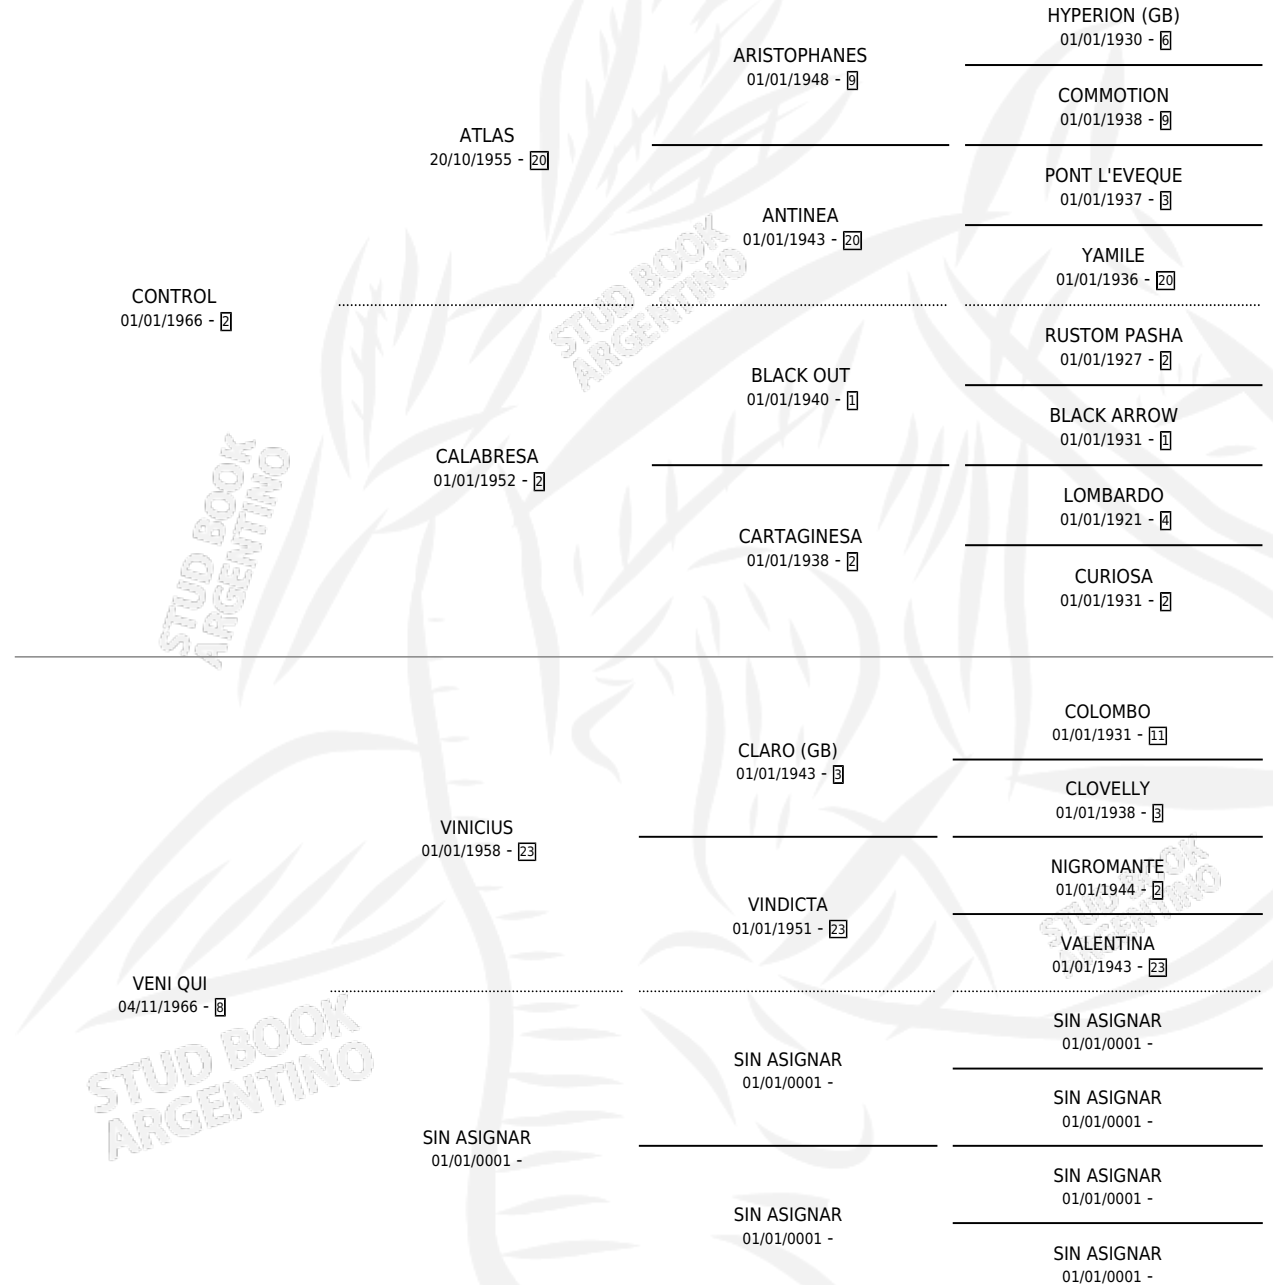 HYPERION (GB)
01/01/1930 - 6
ARISTOPHANES
01/01/1948 - 9
COMMOTION
01/01/1938 - 9
ATLAS
20/10/1955 - 20
PONT L'EVEQUE
01/01/1937 - 3
ANTINEA
01/01/1943 - 20
YAMILE
01/01/1936 - 20
CONTROL
01/01/1966 - 2
RUSTOM PASHA
01/01/1927 - 2
BLACK OUT
01/01/1940 - 1
BLACK ARROW
01/01/1931 - 1
CALABRESA
01/01/1952 - 2
LOMBARDO
01/01/1921 - 4
CARTAGINESA
01/01/1938 - 2
CURIOSA
01/01/1931 - 2
COLOMBO
01/01/1931 - 11
CLARO (GB)
01/01/1943 - 3
CLOVELLY
01/01/1938 - 3
VINICIUS
01/01/1958 - 23
NIGROMANTE
01/01/1944 - 2
VINDICTA
01/01/1951 - 23
VALENTINA
01/01/1943 - 23
VENI QUI
04/11/1966 - 8
SIN ASIGNAR
01/01/0001 -
SIN ASIGNAR
01/01/0001 -
SIN ASIGNAR
01/01/0001 -
SIN ASIGNAR
01/01/0001 -
SIN ASIGNAR
01/01/0001 -
SIN ASIGNAR
01/01/0001 -
SIN ASIGNAR
01/01/0001 -
STUD BOOK
ARGENTINO
STUD BOOK
ARGENTINO
STUD BOOK
ARGENTINO
STUD BOOK
ARGENTINO